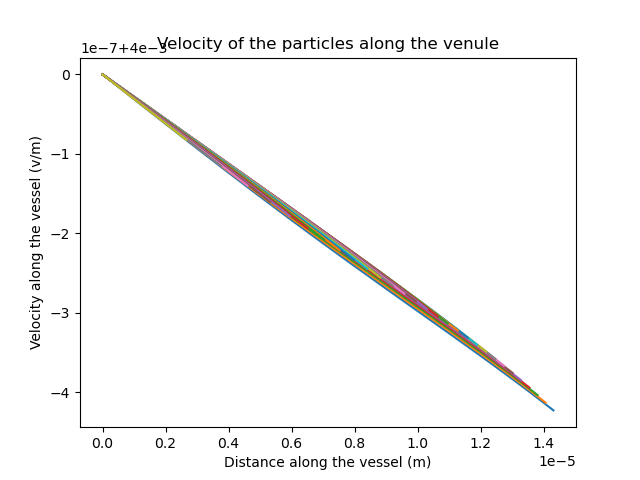 Velocity of the particles along the venule
1e−7+4e−3
0
−1
−2
−3
−4
Velocity along the vessel (v/m)
0.0 0.2 0.4 0.6 0.8 1.0 1.2 1.4
1e−5
Distance along the vessel (m)